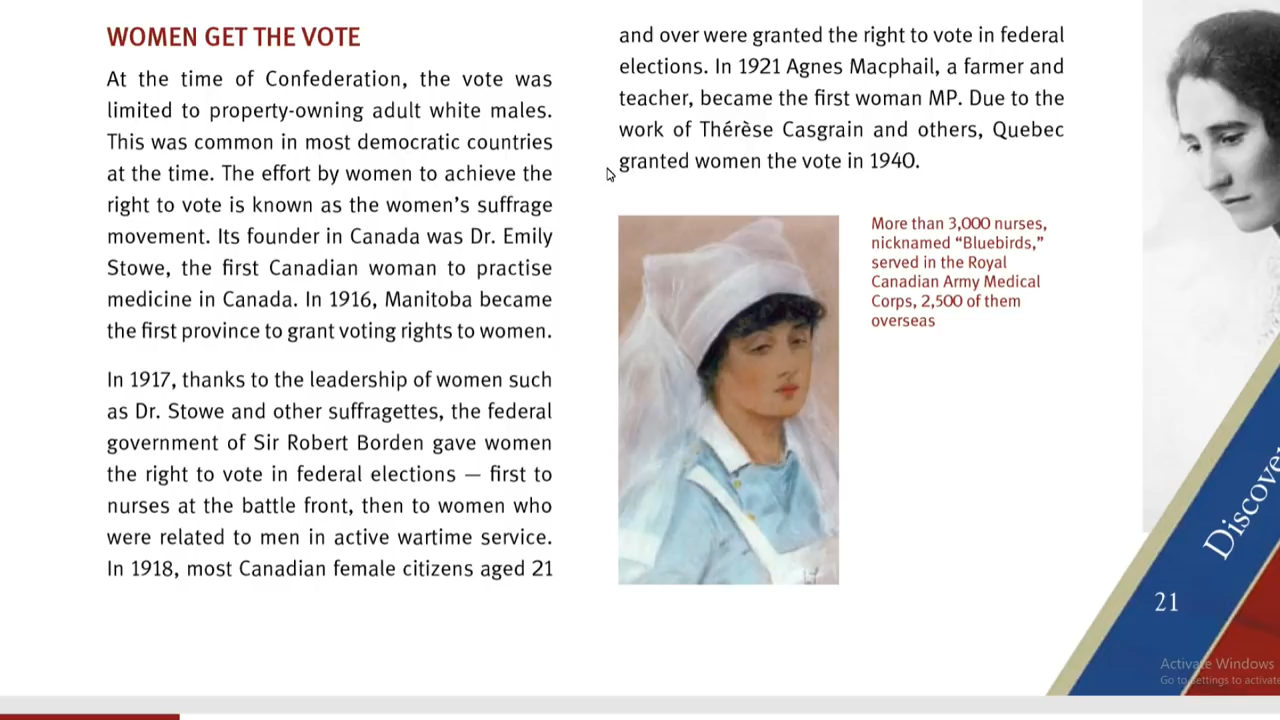 WOMEN GET THE VOTE
At the time of Confederation, the vote was
limited to property-owning adult white males.
This was common in most democratic countries
at the time. The effort by women to achieve the
right to vote is known as the women's suffrage
movement. Its founder in Canada was Dr. Emily
Stowe, the first Canadian woman to practise
medicine in Canada. In 1916, Manitoba became
the first province to grant voting rights to women.
In 1917, thanks to the leadership of women such
as Dr. Stowe and other suffragettes, the federal
government of Sir Robert Borden gave women
the right to vote in federal elections — first to
nurses at the battle front, then to women who
were related to men in active wartime service.
In 1918, most Canadian female citizens aged 21
and over were granted the right to vote in federal
elections. In 1921 Agnes Macphail, a farmer and
teacher, became the first woman MP. Due to the
work of Thérèse Casgrain and others, Quebec
granted women the vote in 1940.
More than 3,000 nurses,
nicknamed “Bluebirds,”
served in the Royal
Canadian Army Medical
Corps, 2,500 of them
overseas
21
Activate Windows
Go to Settings to activate